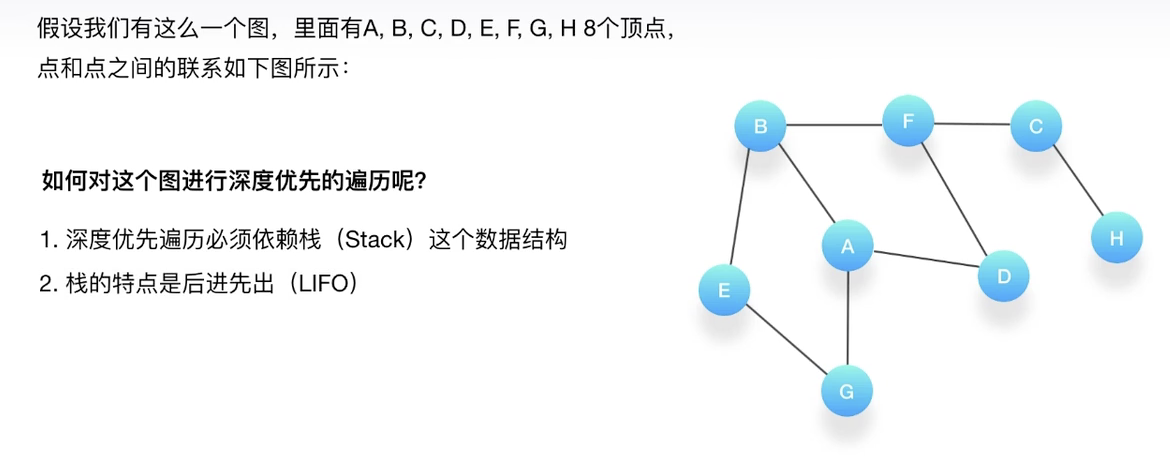 假设我们有这么一个图，里面有A, B, C, D, E, F, G, H 8个顶点，
点和点之间的联系如下图所示：
如何对这个图进行深度优先的遍历呢？
1. 深度优先遍历必须依赖栈（Stack）这个数据结构
2. 栈的特点是后进先出（LIFO）
B
F
C
A
H
E
D
G